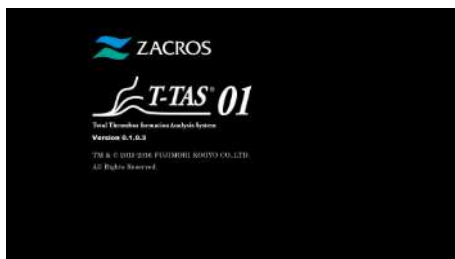 ZACROS
T-TAS® 01
Total Thrombus formation Analysis System
Version 0.1.0.3
TM & © 2012-2016 FUJIMORI KOGYO CO.,LTD.
All Rights Reserved.